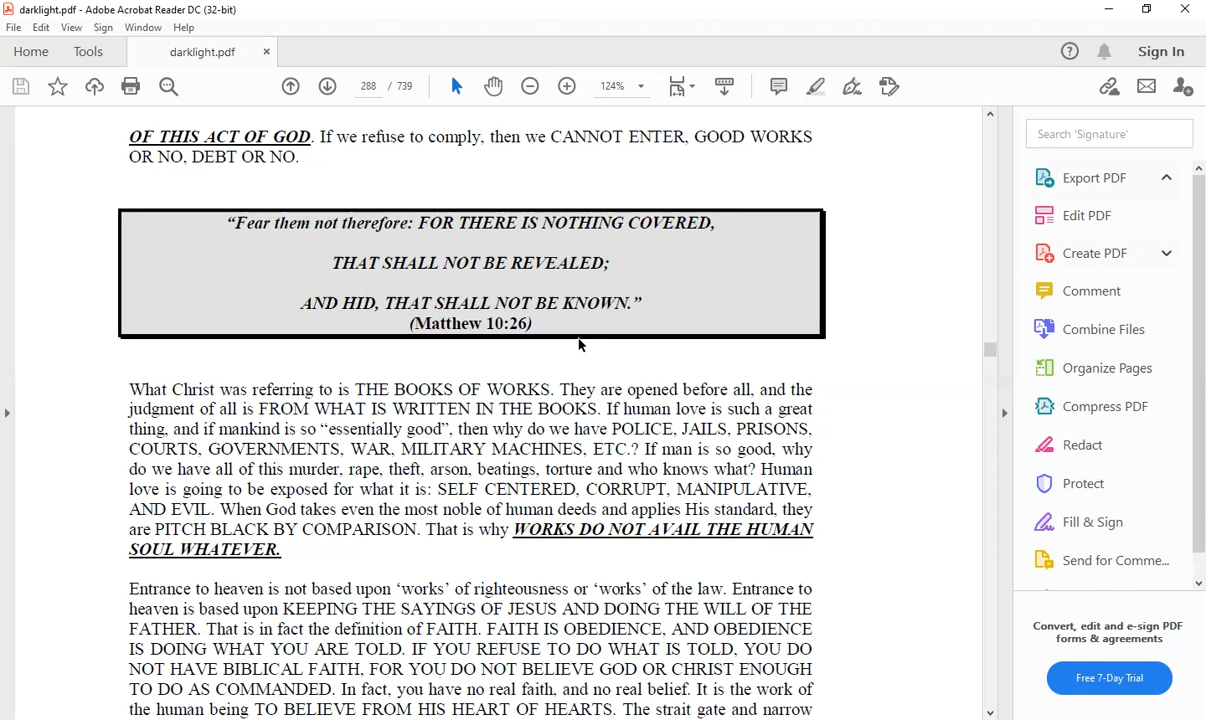 darklight.pdf - Adobe Acrobat Reader DC (32-bit)
File Edit View Sign Window Help
Home Tools darklight.pdf × ? Sign In
288 / 739 124%
OF THIS ACT OF GOD. If we refuse to comply, then we CANNOT ENTER, GOOD WORKS
OR NO, DEBT OR NO.
“Fear them not therefore: FOR THERE IS NOTHING COVERED,
THAT SHALL NOT BE REVEALED;
AND HID, THAT SHALL NOT BE KNOWN.”
(Matthew 10:26)
What Christ was referring to is THE BOOKS OF WORKS. They are opened before all, and the
judgment of all is FROM WHAT IS WRITTEN IN THE BOOKS. If human love is such a great
thing, and if mankind is so “essentially good”, then why do we have POLICE, JAILS, PRISONS,
COURTS, GOVERNMENTS, WAR, MILITARY MACHINES, ETC.? If man is so good, why
do we have all of this murder, rape, theft, arson, beatings, torture and who knows what? Human
love is going to be exposed for what it is: SELF CENTERED, CORRUPT, MANIPULATIVE,
AND EVIL. When God takes even the most noble of human deeds and applies His standard, they
are PITCH BLACK BY COMPARISON. That is why WORKS DO NOT AVAIL THE HUMAN
SOUL WHATEVER.
Entrance to heaven is not based upon ‘works’ of righteousness or ‘works’ of the law. Entrance to
heaven is based upon KEEPING THE SAYINGS OF JESUS AND DOING THE WILL OF THE
FATHER. That is in fact the definition of FAITH. FAITH IS OBEDIENCE, AND OBEDIENCE
IS DOING WHAT YOU ARE TOLD. IF YOU REFUSE TO DO WHAT IS TOLD, YOU DO
NOT HAVE BIBLICAL FAITH, FOR YOU DO NOT BELIEVE GOD OR CHRIST ENOUGH
TO DO AS COMMANDED. In fact, you have no real faith, and no real belief. It is the work of
the human being TO BELIEVE FROM HIS HEART OF HEARTS. The strait gate and narrow
Search 'Signature'
Export PDF
Edit PDF
Create PDF
Comment
Combine Files
Organize Pages
Compress PDF
Redact
Protect
Fill & Sign
Send for Comme...
Convert, edit and e-sign PDF
forms & agreements
Free 7-Day Trial